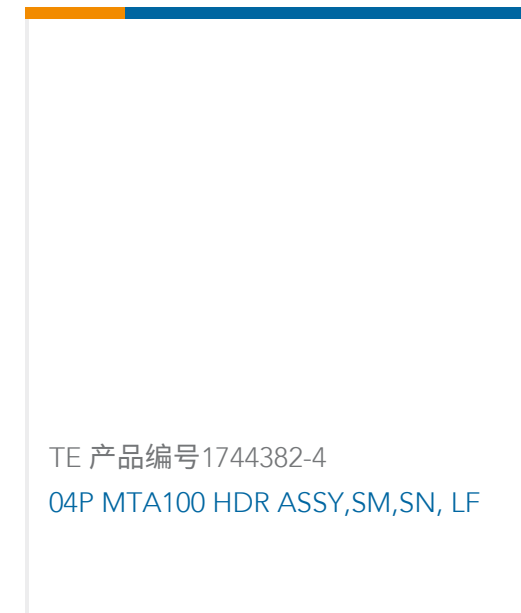 TE 产品编号1744382-4
04P MTA100 HDR ASSY,SM,SN, LF